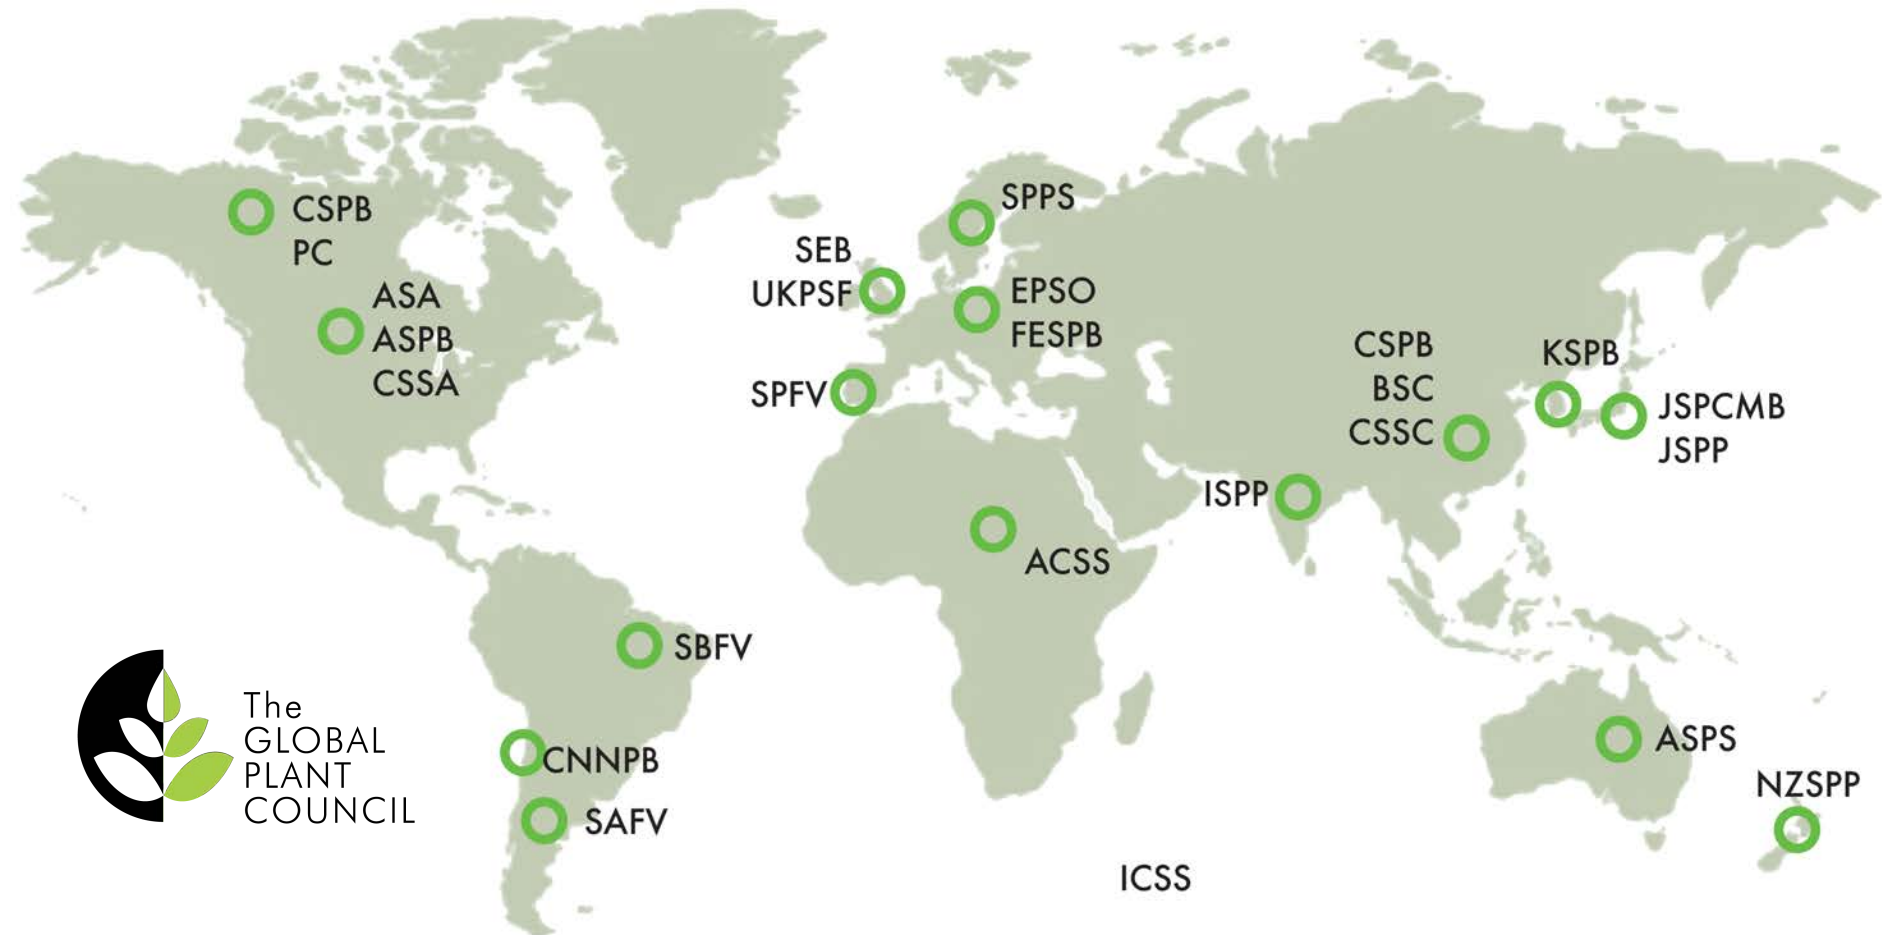 CSPB
PC
ASA
ASPB
CSSA
SPPS
SEB
UKPSF
EPSO
FESPB
SPFV
CSPB
BSC
CSSC
KSPB
JSPCMB
JSPP
ISPP
ACSS
SBFV
CNNPB
SAFV
ASPS
NZSPP
ICSS
The
GLOBAL
PLANT
COUNCIL